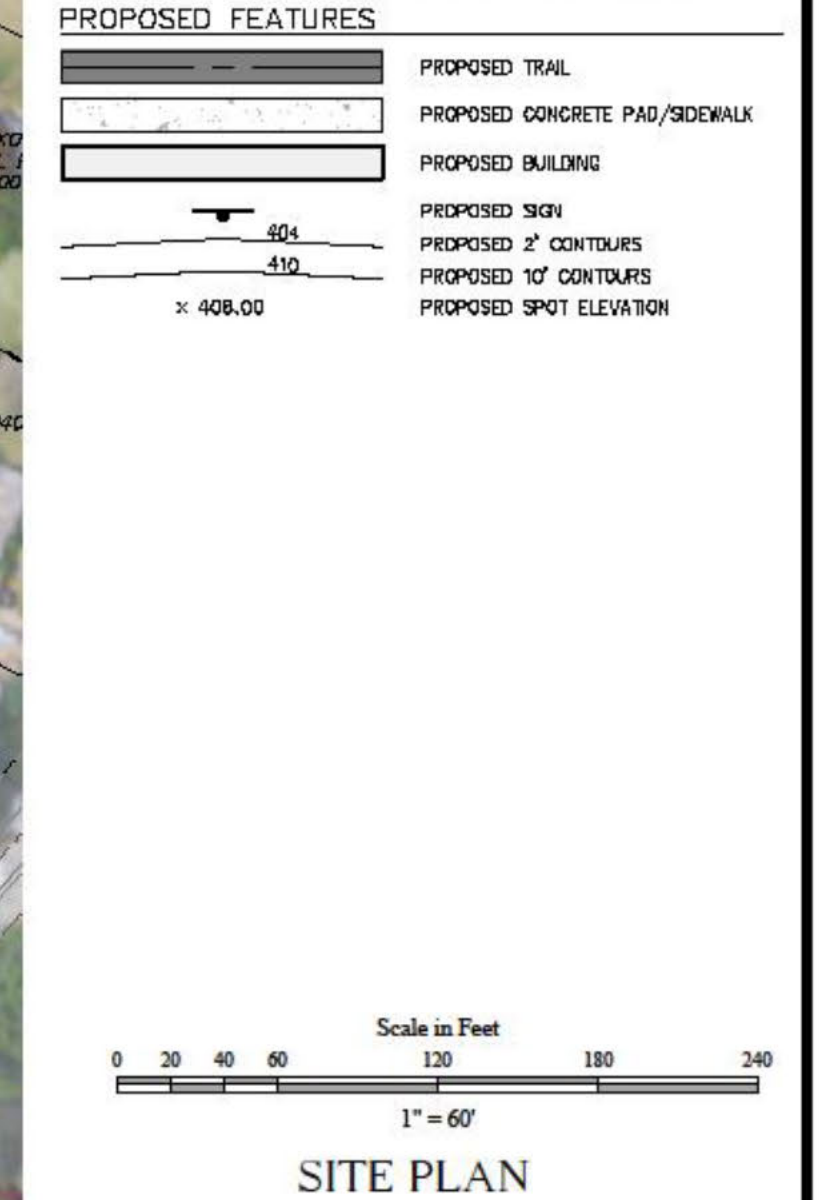 PROPOSED FEATURES
PROPOSED TRAIL
PROPOSED CONCRETE PAD/SIDEWALK
PROPOSED BUILDING
PROPOSED SIGN
404
PROPOSED 2' CONTOURS
410
PROPOSED 10' CONTOURS
x 408.00 PROPOSED SPOT ELEVATION
Scale in Feet
0 20 40 60 120 180 240
1" = 60'
SITE PLAN